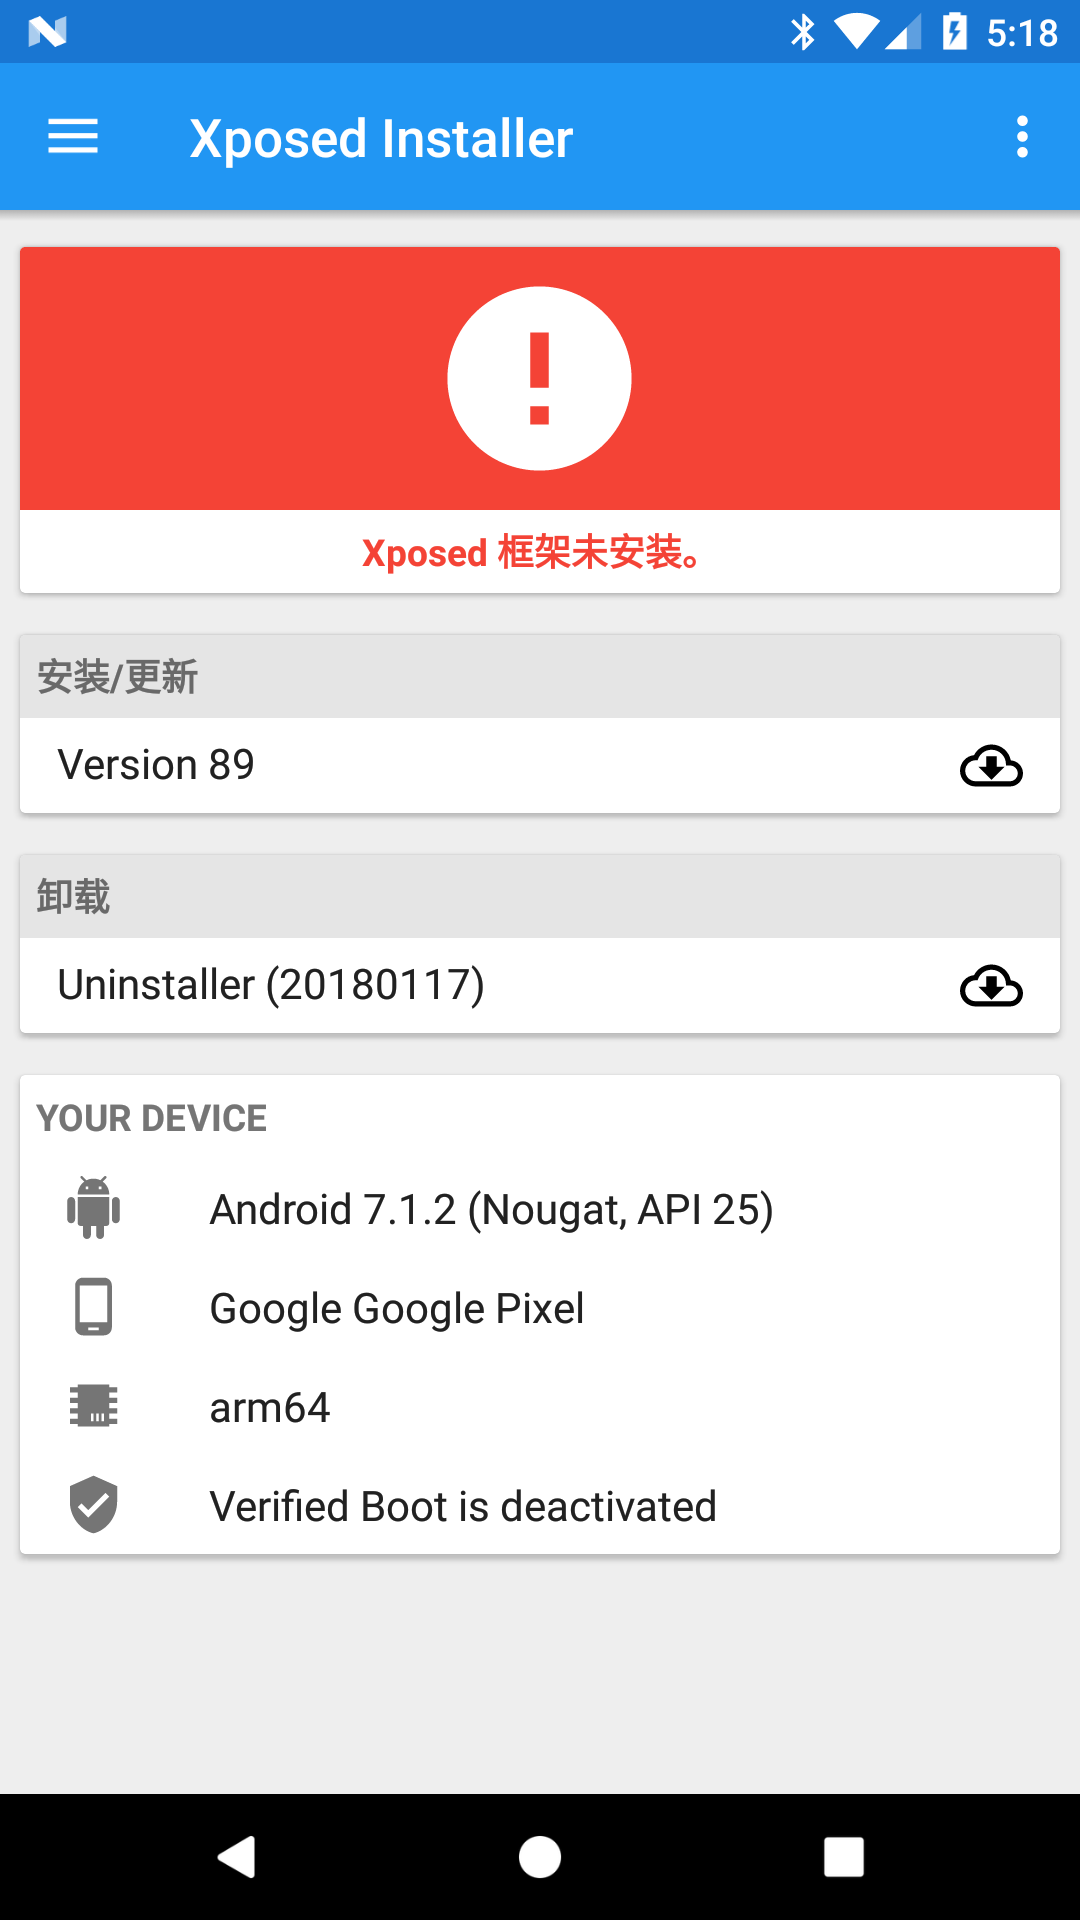 5:18
Xposed Installer
Xposed 框架未安装。
安装/更新
Version 89
卸载
Uninstaller (20180117)
YOUR DEVICE
Android 7.1.2 (Nougat, API 25)
Google Google Pixel
arm64
Verified Boot is deactivated